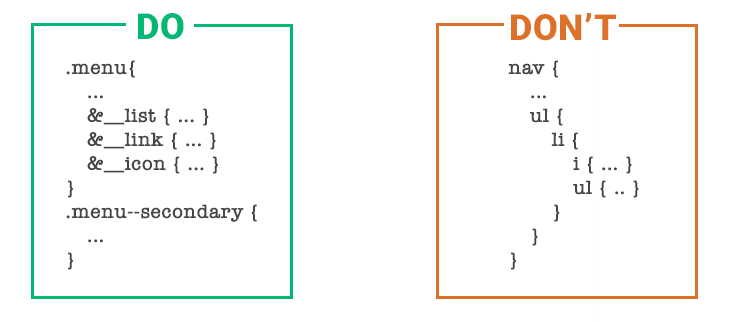 DO
.menu{
...
&__list { ... }
&__link { ... }
&__icon { ... }
}
.menu--secondary {
...
}
DON'T
nav {
...
ul {
li {
i { ... }
ul { .. }
}
}
}